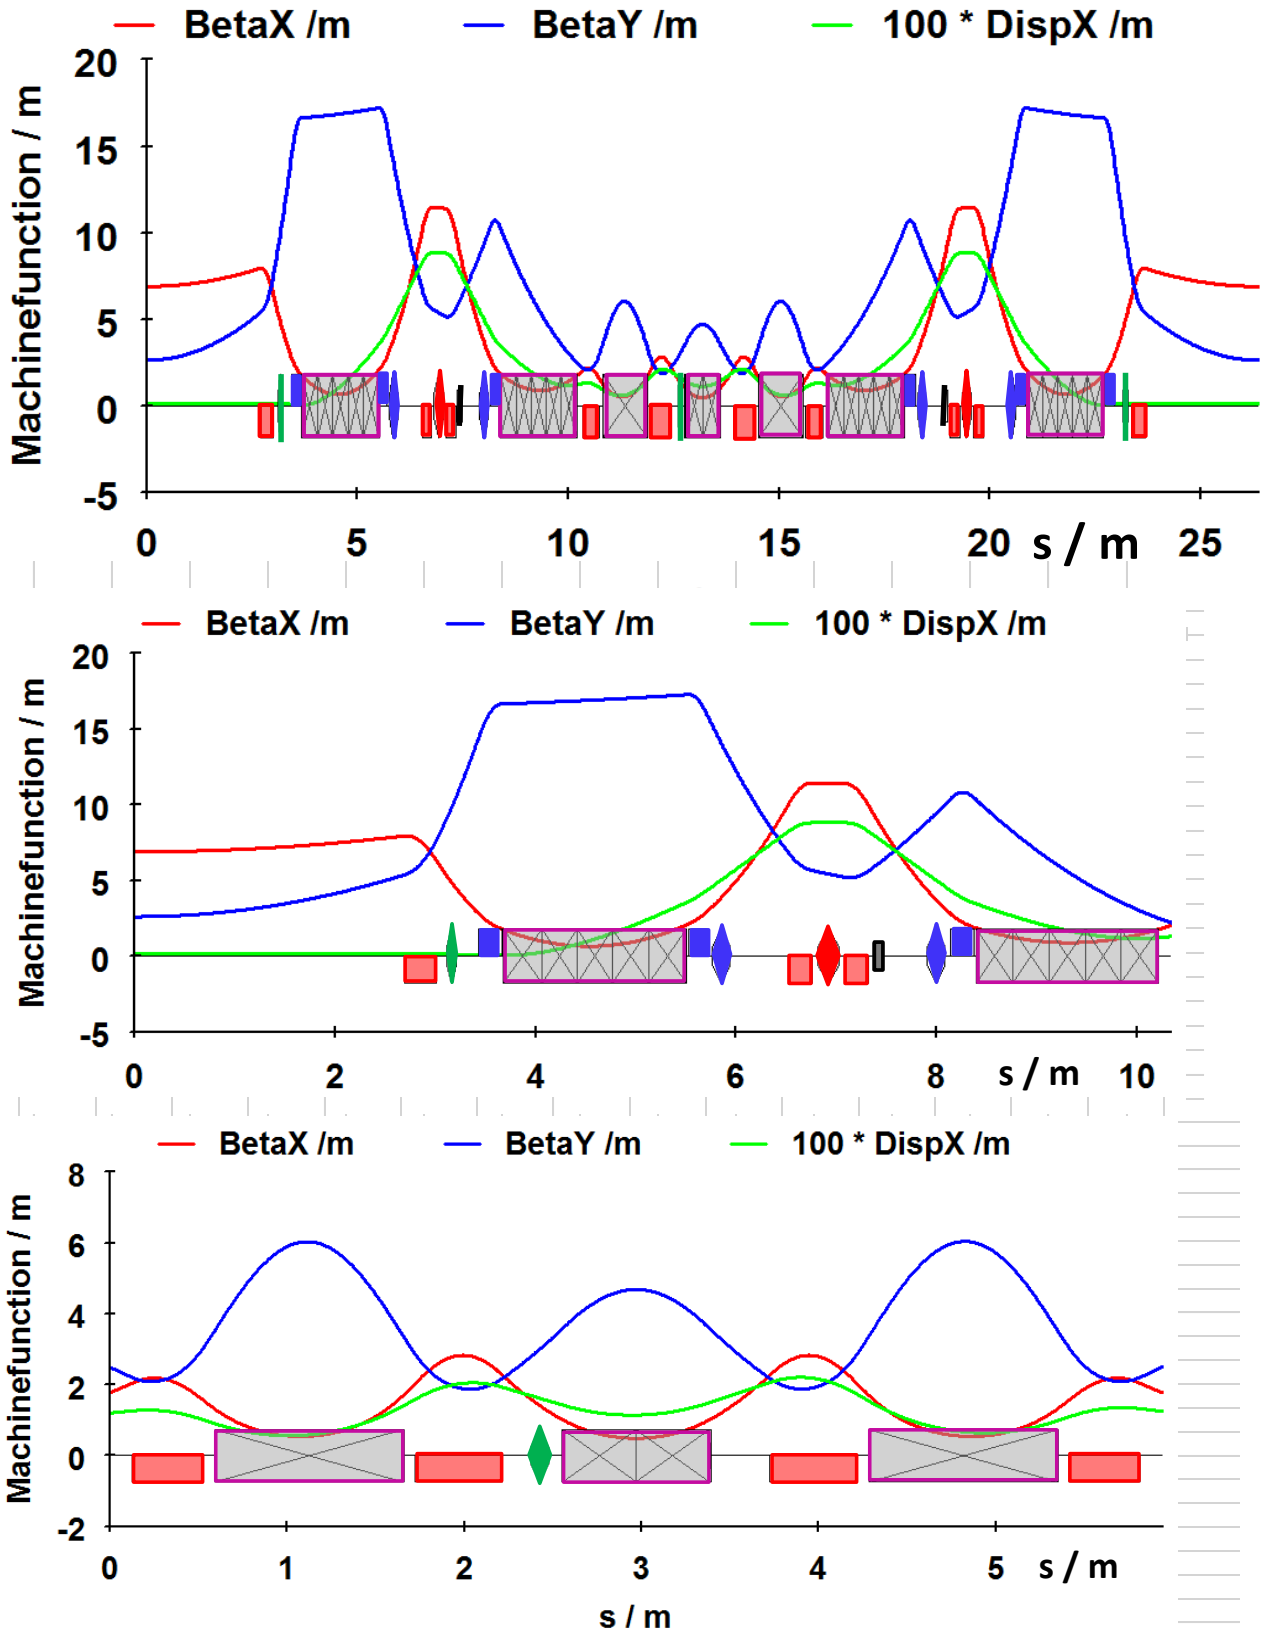 BetaX /m BetaY /m 100 * DispX /m
Machinefunction / m
20
15
10
5
0
-5
0 5 10 15 20 s / m 25
BetaX /m BetaY /m 100 * DispX /m
Machinefunction / m
20
15
10
5
0
-5
0 2 4 6 8 s / m 10
BetaX /m BetaY /m 100 * DispX /m
Machinefunction / m
8
6
4
2
0
-2
0 1 2 3 4 5 s / m
s / m